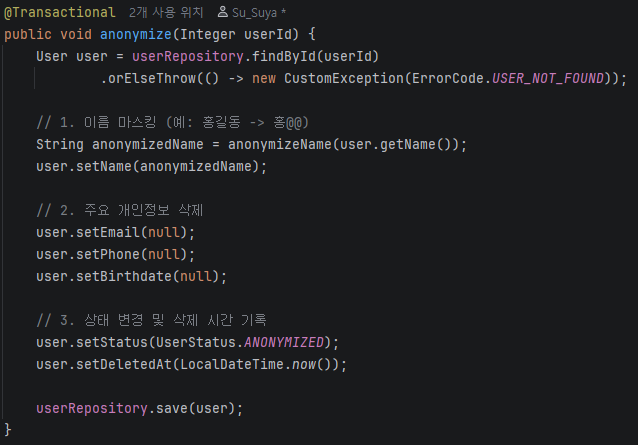 @Transactional 2개 사용 위치 Su_Suya *
public void anonymize(Integer userId) {
    User user = userRepository.findById(userId)
            .orElseThrow(() -> new CustomException(ErrorCode.USER_NOT_FOUND));

    // 1. 이름 마스킹 (예: 홍길동 -> 홍@@)
    String anonymizedName = anonymizeName(user.getName());
    user.setName(anonymizedName);

    // 2. 주요 개인정보 삭제
    user.setEmail(null);
    user.setPhone(null);
    user.setBirthdate(null);

    // 3. 상태 변경 및 삭제 시간 기록
    user.setStatus(UserStatus.ANONYMIZED);
    user.setDeletedAt(LocalDateTime.now());

    userRepository.save(user);
}